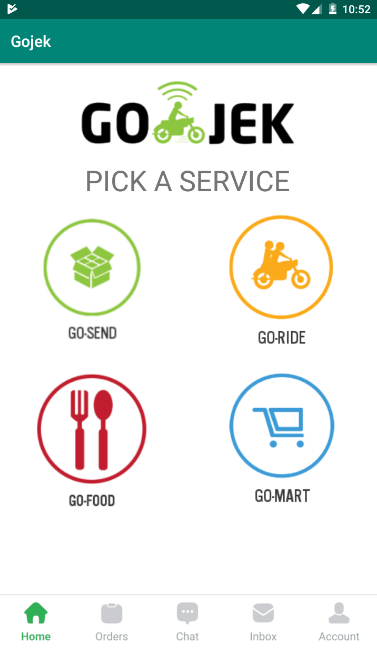 10:52
Gojek
GO JEK
PICK A SERVICE
GO-SEND
GO-RIDE
GO-FOOD
GO-MART
Home Orders Chat Inbox Account